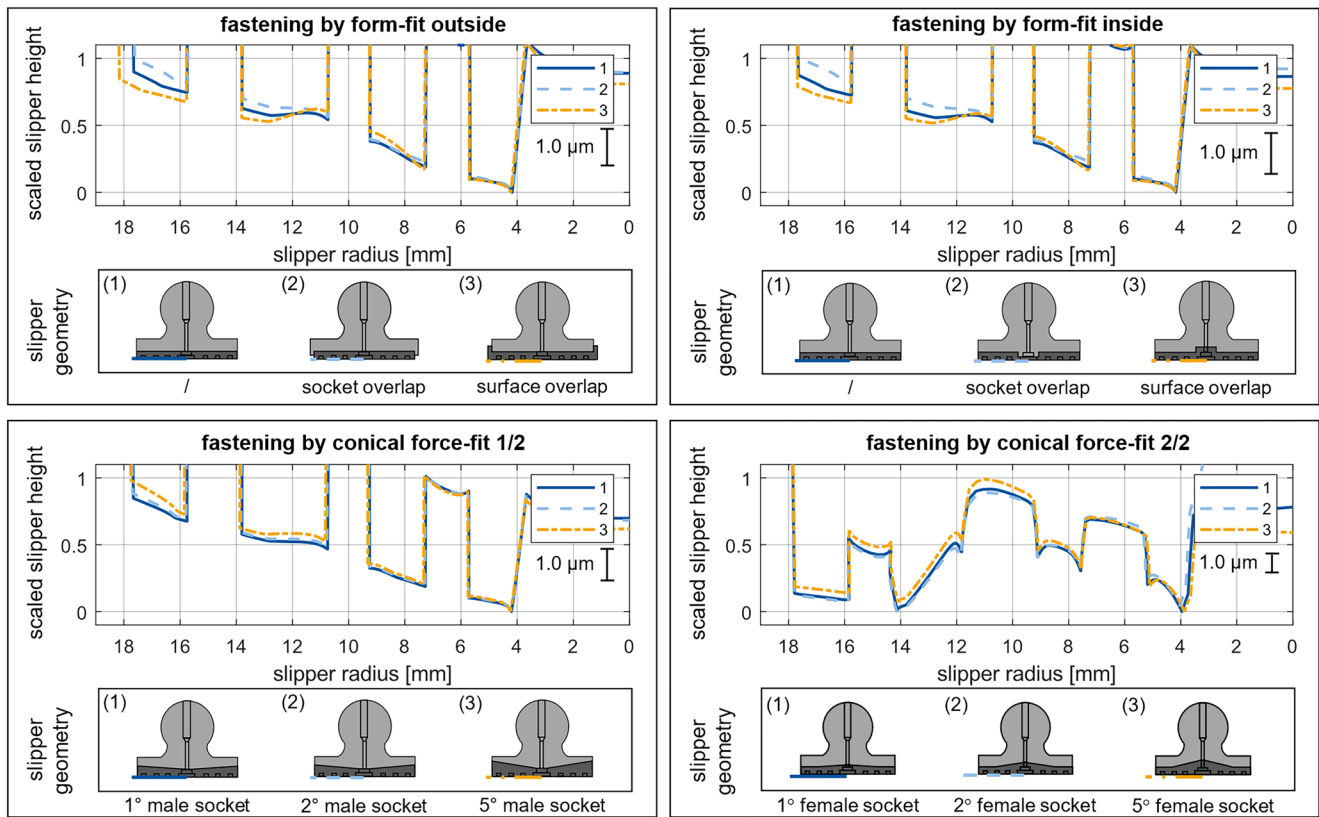 fastening by form-fit outside
scaled slipper height
1
0.5
0
1
2
3
1.0 µm
18 16 14 12 10 8 6 4 2 0
slipper radius [mm]
slipper geometry
(1) (2) (3)
/ socket overlap surface overlap
fastening by form-fit inside
scaled slipper height
1
0.5
0
1
2
3
1.0 µm
18 16 14 12 10 8 6 4 2 0
slipper radius [mm]
slipper geometry
(1) (2) (3)
/ socket overlap surface overlap
fastening by conical force-fit 1/2
scaled slipper height
1
0.5
0
1
2
3
1.0 µm
18 16 14 12 10 8 6 4 2 0
slipper radius [mm]
slipper geometry
(1) (2) (3)
1° male socket 2° male socket 5° male socket
fastening by conical force-fit 2/2
scaled slipper height
1
0.5
0
1
2
3
1.0 µm
18 16 14 12 10 8 6 4 2 0
slipper radius [mm]
slipper geometry
(1) (2) (3)
1° female socket 2° female socket 5° female socket